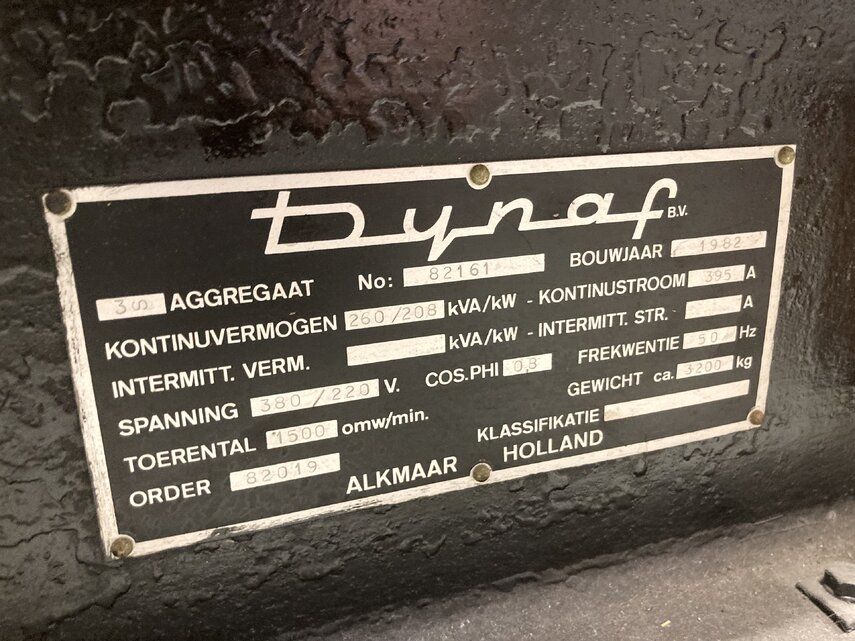 Dynaf B.V.
3S AGGREGAAT No: 82161 BOUWJAAR 1982
KONTINUVERMOGEN 260/208 kVA/kW - KONTINUSTROOM 395 A
INTERMITT. VERM. kVA/kW - INTERMITT. STR. A
SPANNING 380/220 V. COS.PHI 0,8 FREKWENTIE 50 Hz
TOERENTAL 1500 omw/min. GEWICHT ca. 3200 kg
ORDER 82019 KLASSIFIKATIE
ALKMAAR HOLLAND